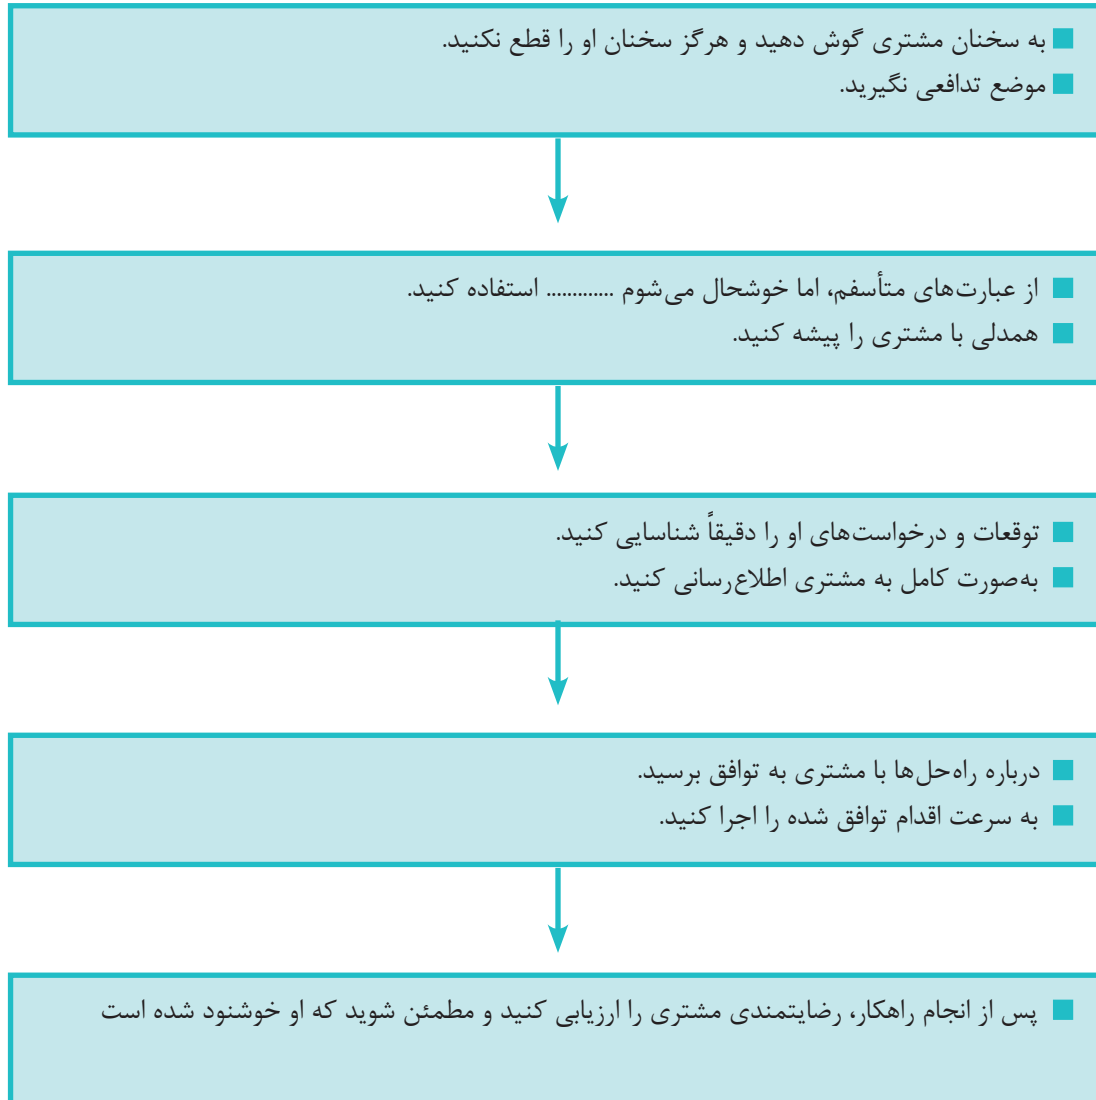 ■ به سخنان مشتری گوش دهید و هرگز سخنان او را قطع نکنید.
■ موضع تدافعی نگیرید.
■ از عبارت‌های متأسفم، اما خوشحال می‌شوم ............. استفاده کنید.
■ همدلی با مشتری را پیشه کنید.
■ توقعات و درخواست‌های او را دقیقاً شناسایی کنید.
■ به‌صورت کامل به مشتری اطلاع‌رسانی کنید.
■ درباره راه‌حل‌ها با مشتری به توافق برسید.
■ به سرعت اقدام توافق شده را اجرا کنید.
■ پس از انجام راهکار، رضایتمندی مشتری را ارزیابی کنید و مطمئن شوید که او خوشنود شده است